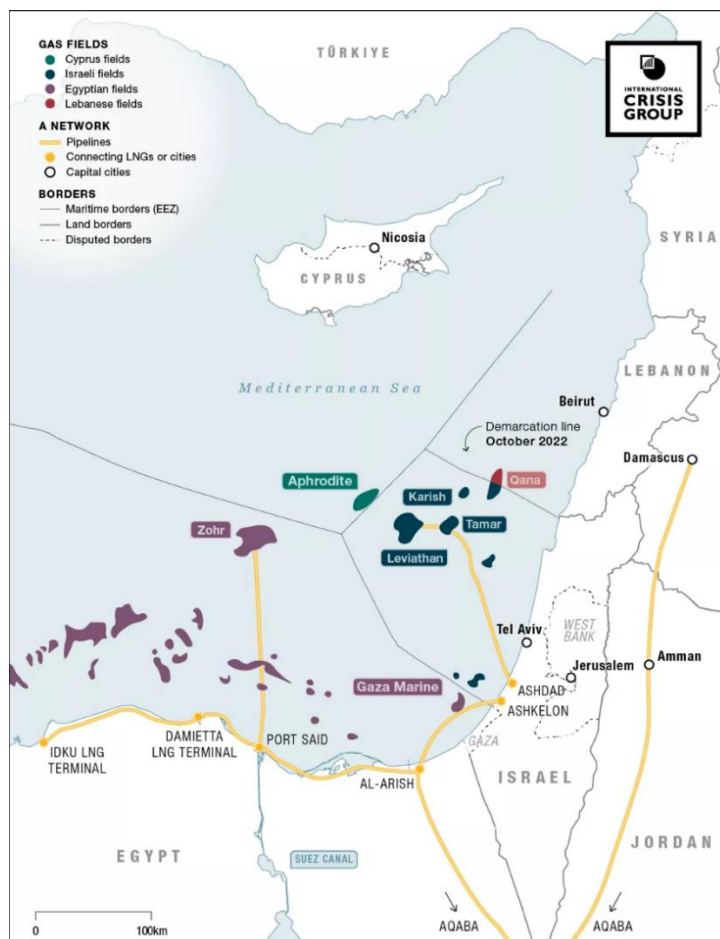 GAS FIELDS
Cyprus fields
Israeli fields
Egyptian fields
Lebanese fields
A NETWORK
Pipelines
Connecting LNGs or cities
Capital cities
BORDERS
Maritime borders (EEZ)
Land borders
Disputed borders
TÜRKİYE
INTERNATIONAL
CRISIS
GROUP
Nicosia
CYPRUS
SYRIA
LEBANON
Mediterranean Sea
Beirut
Demarcation line
October 2022
Damascus
Aphrodite
Qana
Karish
Zohr
Tamar
Leviathan
Tel Aviv
WEST
BANK
Jerusalem
Amman
Gaza Marine
ASHDAD
ASHKELON
GAZA
DAMIETTA
LNG TERMINAL
PORT SAID
IDKU LNG
TERMINAL
AL-ARISH
ISRAEL
JORDAN
EGYPT
SUEZ CANAL
AQABA
AQABA
0
100km